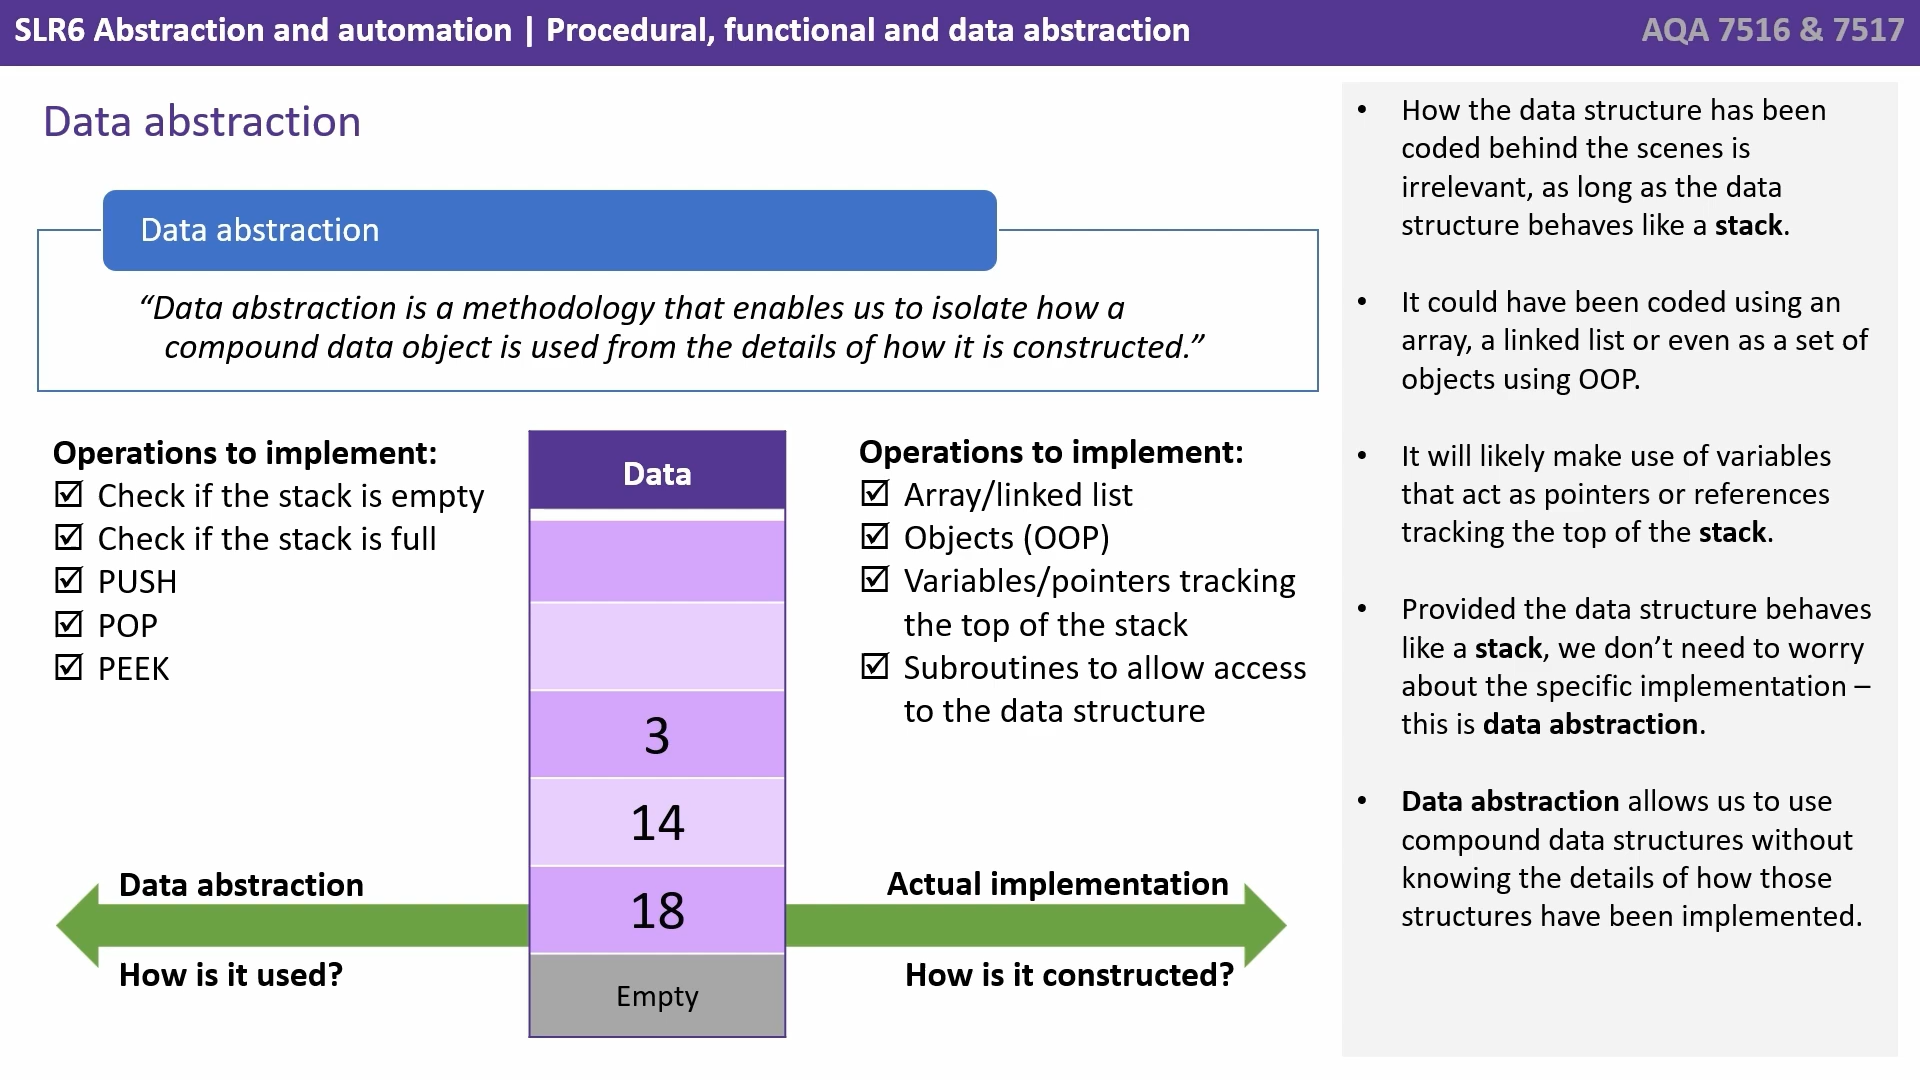 SLR6 Abstraction and automation | Procedural, functional and data abstraction
AQA 7516 & 7517
Data abstraction
Data abstraction
“Data abstraction is a methodology that enables us to isolate how a
compound data object is used from the details of how it is constructed.”
Operations to implement:
☑ Check if the stack is empty
☑ Check if the stack is full
☑ PUSH
☑ POP
☑ PEEK
Data abstraction
How is it used?
Data
3
14
18
Empty
Operations to implement:
☑ Array/linked list
☑ Objects (OOP)
☑ Variables/pointers tracking
the top of the stack
☑ Subroutines to allow access
to the data structure
Actual implementation
How is it constructed?
• How the data structure has been
coded behind the scenes is
irrelevant, as long as the data
structure behaves like a stack.
• It could have been coded using an
array, a linked list or even as a set of
objects using OOP.
• It will likely make use of variables
that act as pointers or references
tracking the top of the stack.
• Provided the data structure behaves
like a stack, we don’t need to worry
about the specific implementation –
this is data abstraction.
• Data abstraction allows us to use
compound data structures without
knowing the details of how those
structures have been implemented.